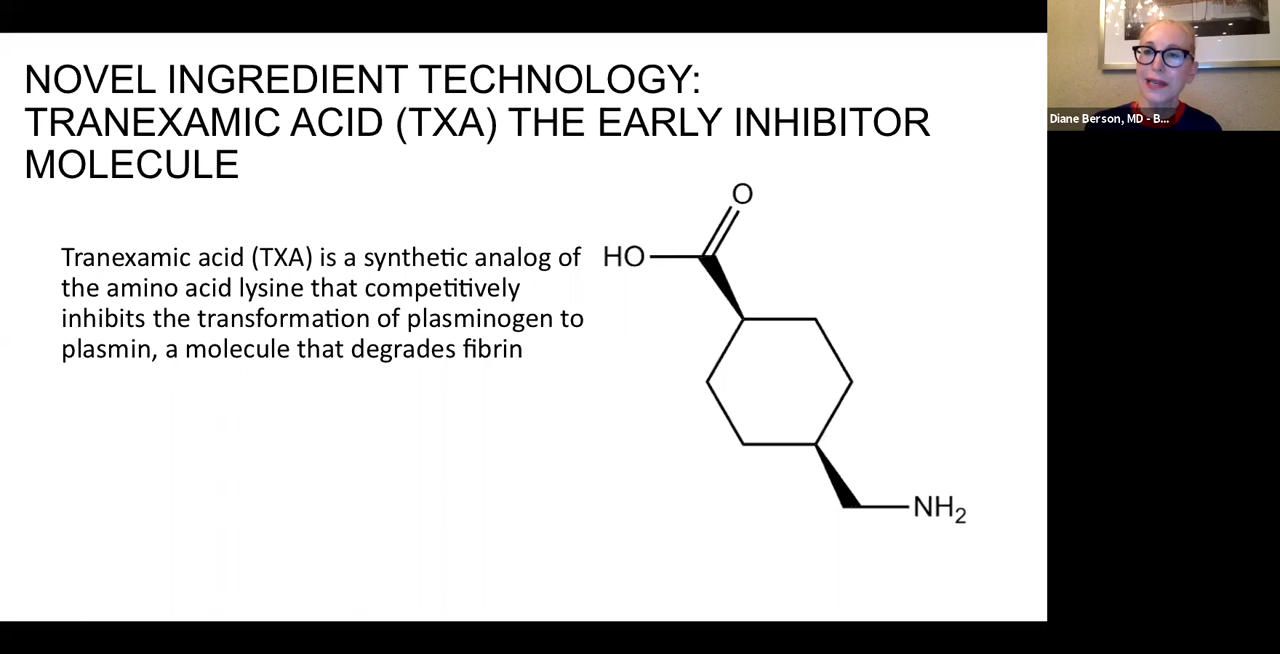 NOVEL INGREDIENT TECHNOLOGY:
TRANEXAMIC ACID (TXA) THE EARLY INHIBITOR
MOLECULE
Tranexamic acid (TXA) is a synthetic analog of
the amino acid lysine that competitively
inhibits the transformation of plasminogen to
plasmin, a molecule that degrades fibrin
O
HO
NH₂
Diane Berson, MD - B...